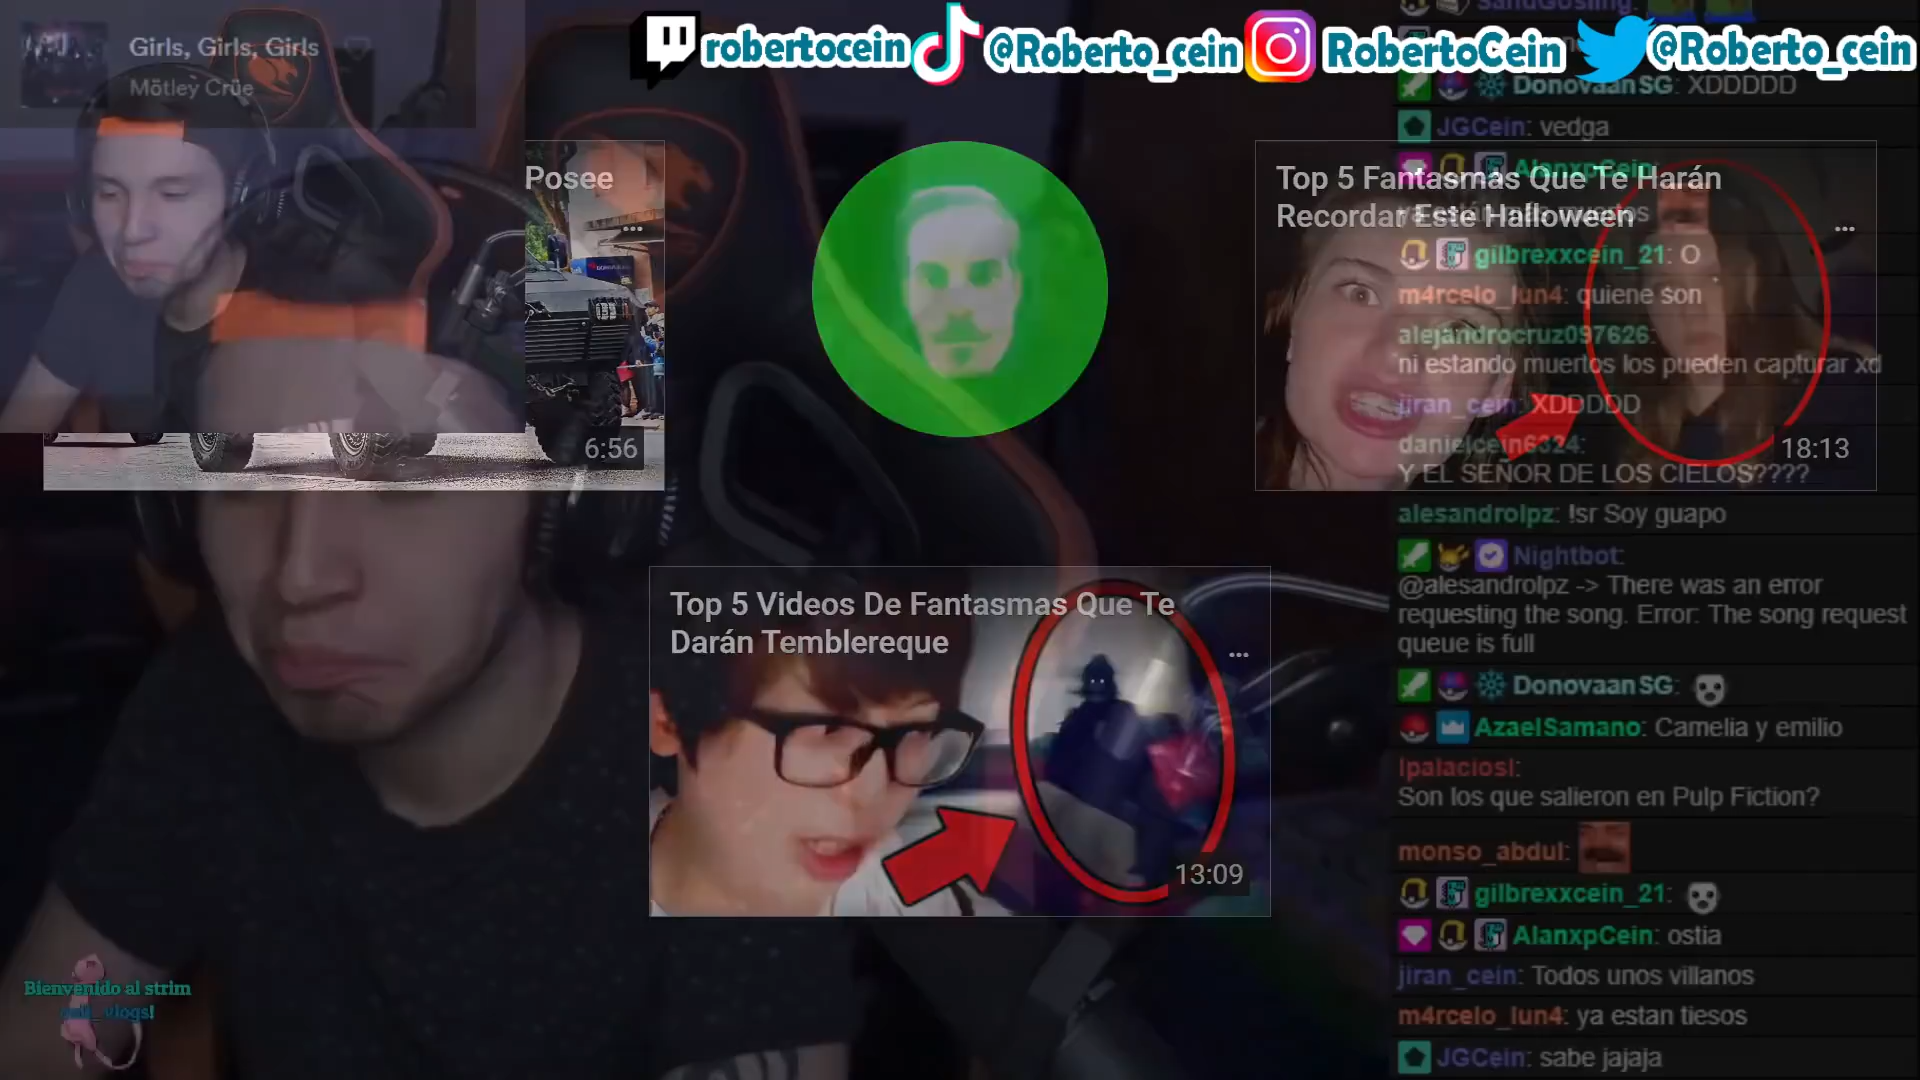 Girls, Girls, Girls
Mötley Crüe
robertocein
@Roberto_cein
RobertoCein
@Roberto_cein
Posee
6:56
Top 5 Fantasmas Que Te Harán
Recordar Este Halloween
18:13
Top 5 Videos De Fantasmas Que Te
Darán Temblereque
13:09
Bienvenido al strim
DonovaanSG: XDDDDD
JGCein: vedga
AlanxpCein:
gilbrexxcein_21: O
m4rcelo_lun4: quiene son
alejandrocruz097626:
ni estando muertos los pueden capturar xd
jiran_cein: XDDDDD
danielcein6324:
Y EL SEÑOR DE LOS CIELOS????
alesandrolpz: !sr Soy guapo
Nightbot:
@alesandrolpz -> There was an error
requesting the song. Error: The song request
queue is full
DonovaanSG:
AzaelSamano: Camelia y emilio
lpalaciosl:
Son los que salieron en Pulp Fiction?
monso_abdul:
gilbrexxcein_21:
AlanxpCein: ostia
jiran_cein: Todos unos villanos
m4rcelo_lun4: ya estan tiesos
JGCein: sabe jajaja